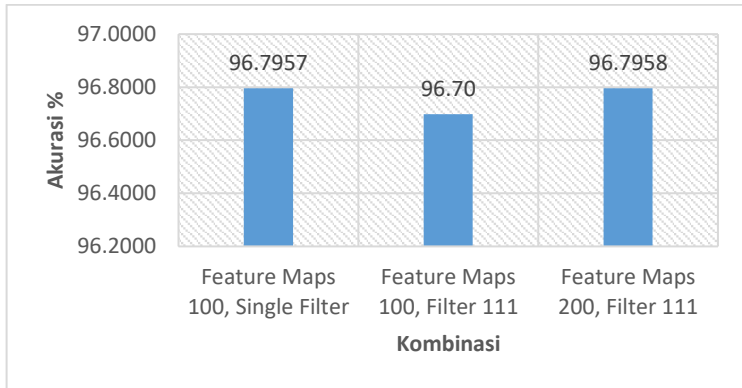 97.0000
96.8000
96.6000
96.4000
96.2000
Akurasi %
96.7957
96.70
96.7958
Feature Maps
100, Single Filter
Feature Maps
100, Filter 111
Feature Maps
200, Filter 111
Kombinasi